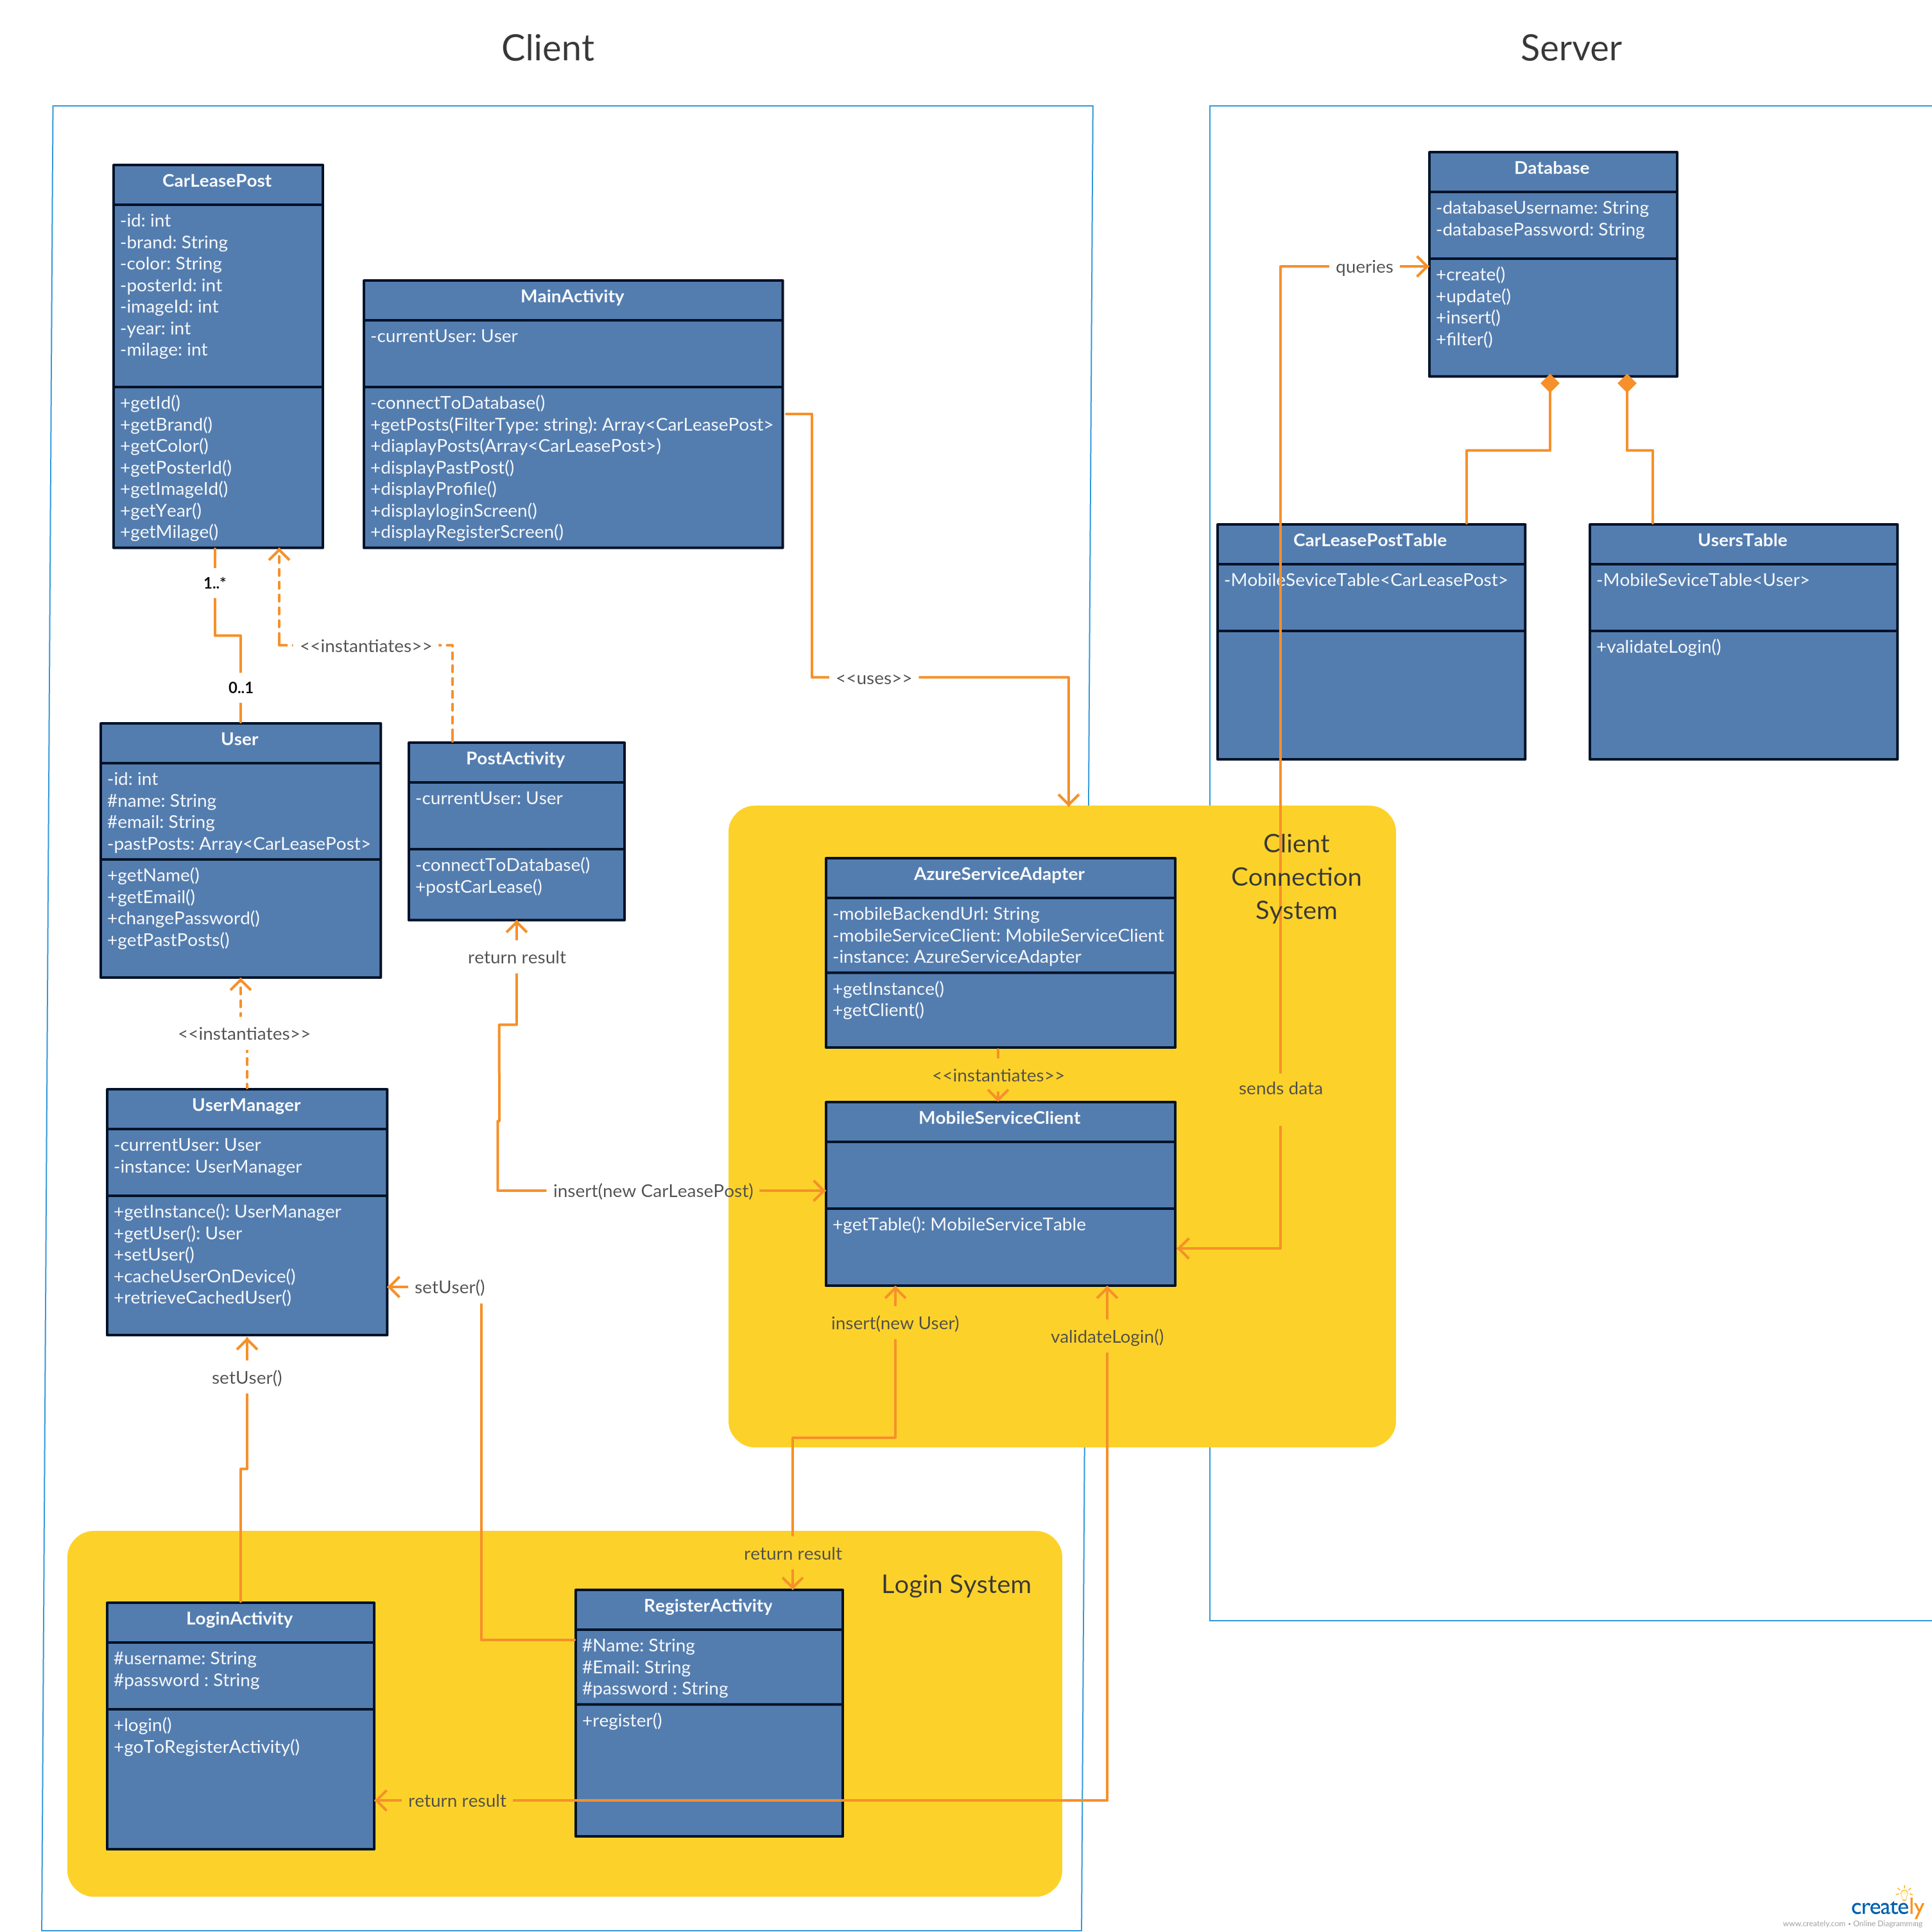 Client
Server
CarLeasePost
-id: int
-brand: String
-color: String
-posterId: int
-imageId: int
-year: int
-milage: int
+getId()
+getBrand()
+getColor()
+getPosterId()
+getImageId()
+getYear()
+getMilage()
MainActivity
-currentUser: User
-connectToDatabase()
+getPosts(FilterType: string): Array<CarLeasePost>
+diaplayPosts(Array<CarLeasePost>)
+displayPastPost()
+displayProfile()
+displayloginScreen()
+displayRegisterScreen()
Database
-databaseUsername: String
-databasePassword: String
+create()
+update()
+insert()
+filter()
queries
CarLeasePostTable
-MobileSeviceTable<CarLeasePost>
UsersTable
-MobileSeviceTable<User>
+validateLogin()
1..*
<<instantiates>>
0..1
<<uses>>
User
-id: int
#name: String
#email: String
-pastPosts: Array<CarLeasePost>
+getName()
+getEmail()
+changePassword()
+getPastPosts()
PostActivity
-currentUser: User
-connectToDatabase()
+postCarLease()
return result
Client
Connection
System
AzureServiceAdapter
-mobileBackendUrl: String
-mobileServiceClient: MobileServiceClient
-instance: AzureServiceAdapter
+getInstance()
+getClient()
<<instantiates>>
<<instantiates>>
sends data
UserManager
-currentUser: User
-instance: UserManager
+getInstance(): UserManager
+getUser(): User
+setUser()
+cacheUserOnDevice()
+retrieveCachedUser()
MobileServiceClient
+getTable(): MobileServiceTable
insert(new CarLeasePost)
setUser()
insert(new User)
validateLogin()
setUser()
return result
Login System
LoginActivity
#username: String
#password : String
+login()
+goToRegisterActivity()
RegisterActivity
#Name: String
#Email: String
#password : String
+register()
return result
creately
www.creately.com • Online Diagramming